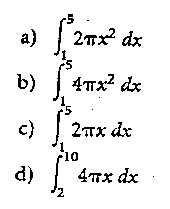 a) ∫₁⁵ 2πx² dx
b) ∫₁⁵ 4πx² dx
c) ∫₁⁵ 2πx dx
d) ∫₂¹⁰ 4πx dx